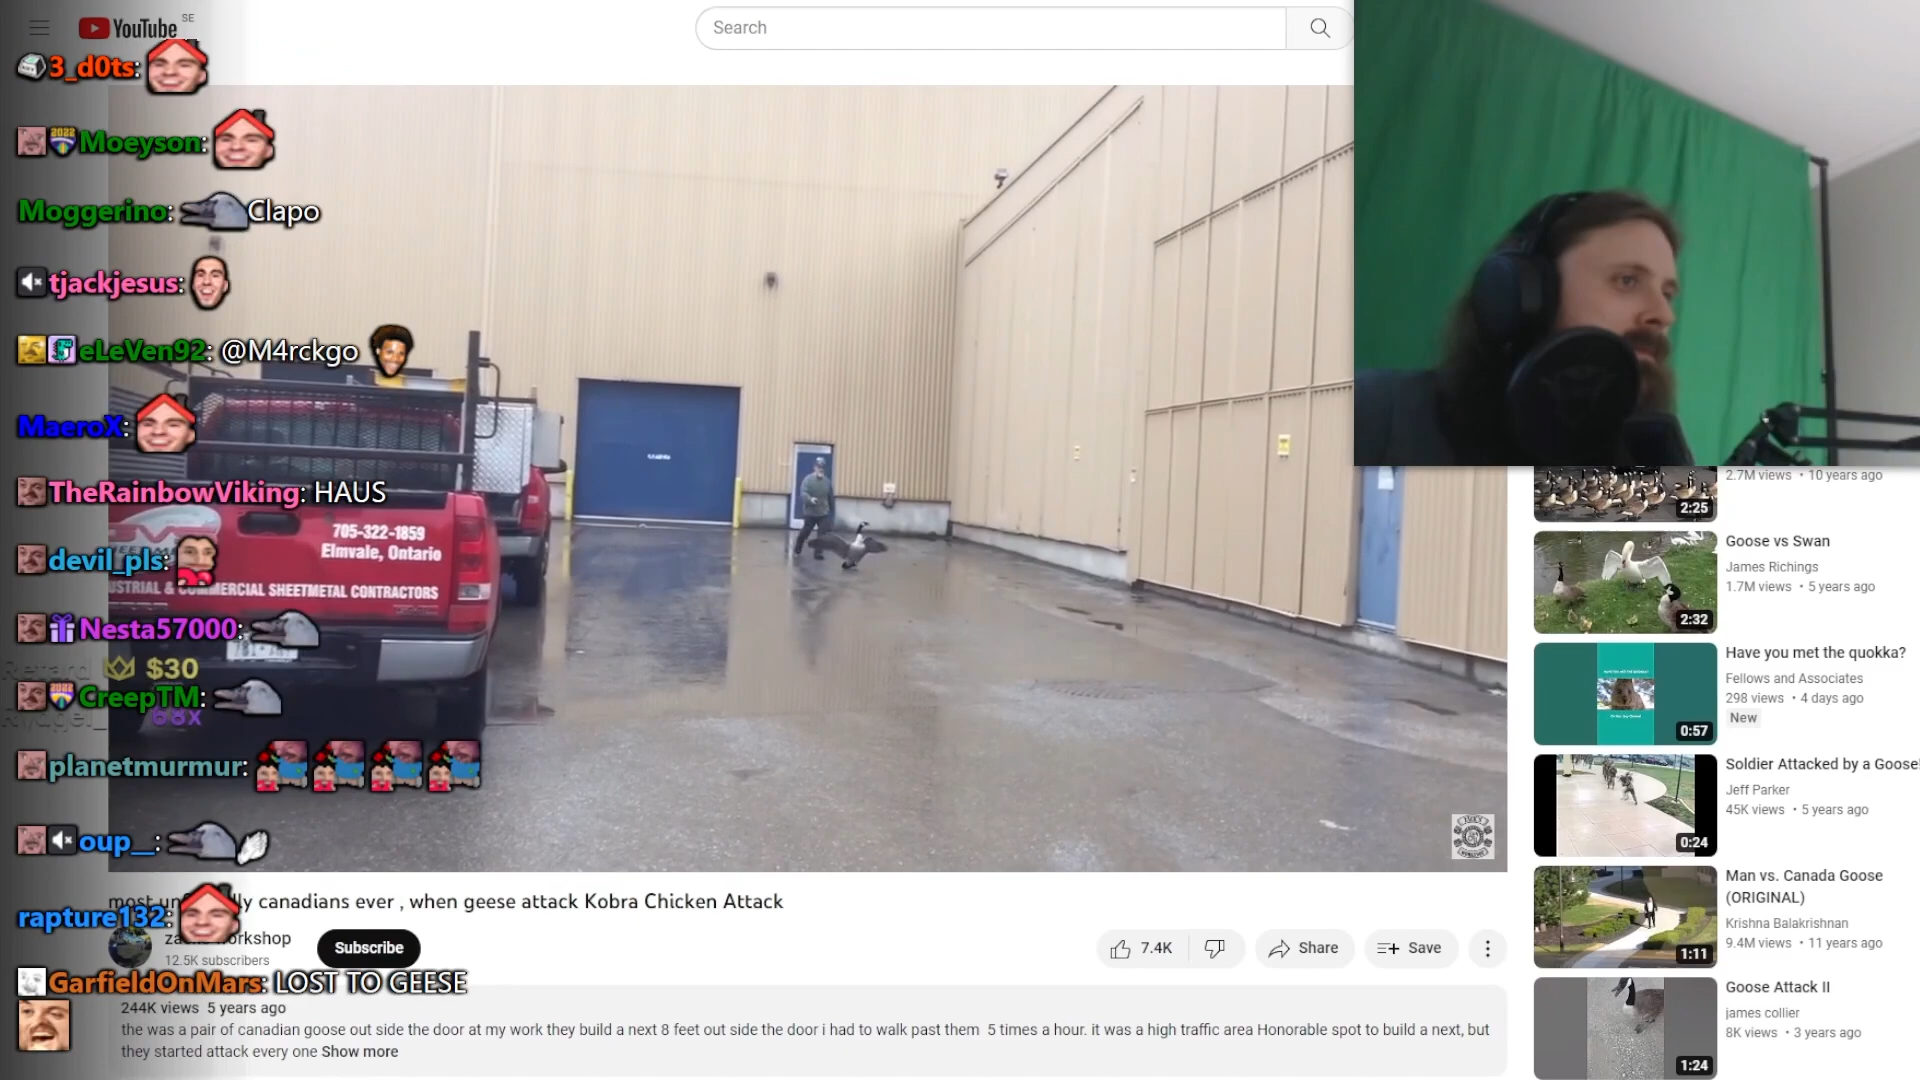 YouTube SE
Search
3_d0ts:
Moeyson:
Moggerino: Clapo
tjackjesus:
eLeVen92: @M4rckgo
MaeroX:
TheRainbowViking: HAUS
devil_pls:
Nesta57000:
$30
CreepTM:
68x
planetmurmur:
oup__:
rapture132:
GarfieldOnMars: LOST TO GEESE
705-322-1859
Elmvale, Ontario
COMMERCIAL SHEETMETAL CONTRACTORS
most canadians ever , when geese attack Kobra Chicken Attack
workshop
12.5K subscribers
Subscribe
7.4K
Share
Save
244K views 5 years ago
the was a pair of canadian goose out side the door at my work they build a next 8 feet out side the door i had to walk past them 5 times a hour. it was a high traffic area Honorable spot to build a next, but
they started attack every one Show more
2.7M views • 10 years ago
2:25
Goose vs Swan
James Richings
1.7M views • 5 years ago
2:32
Have you met the quokka?
Fellows and Associates
298 views • 4 days ago
New
0:57
Soldier Attacked by a Goose!
Jeff Parker
45K views • 5 years ago
0:24
Man vs. Canada Goose
(ORIGINAL)
Krishna Balakrishnan
9.4M views • 11 years ago
1:11
Goose Attack II
james collier
8K views • 3 years ago
1:24